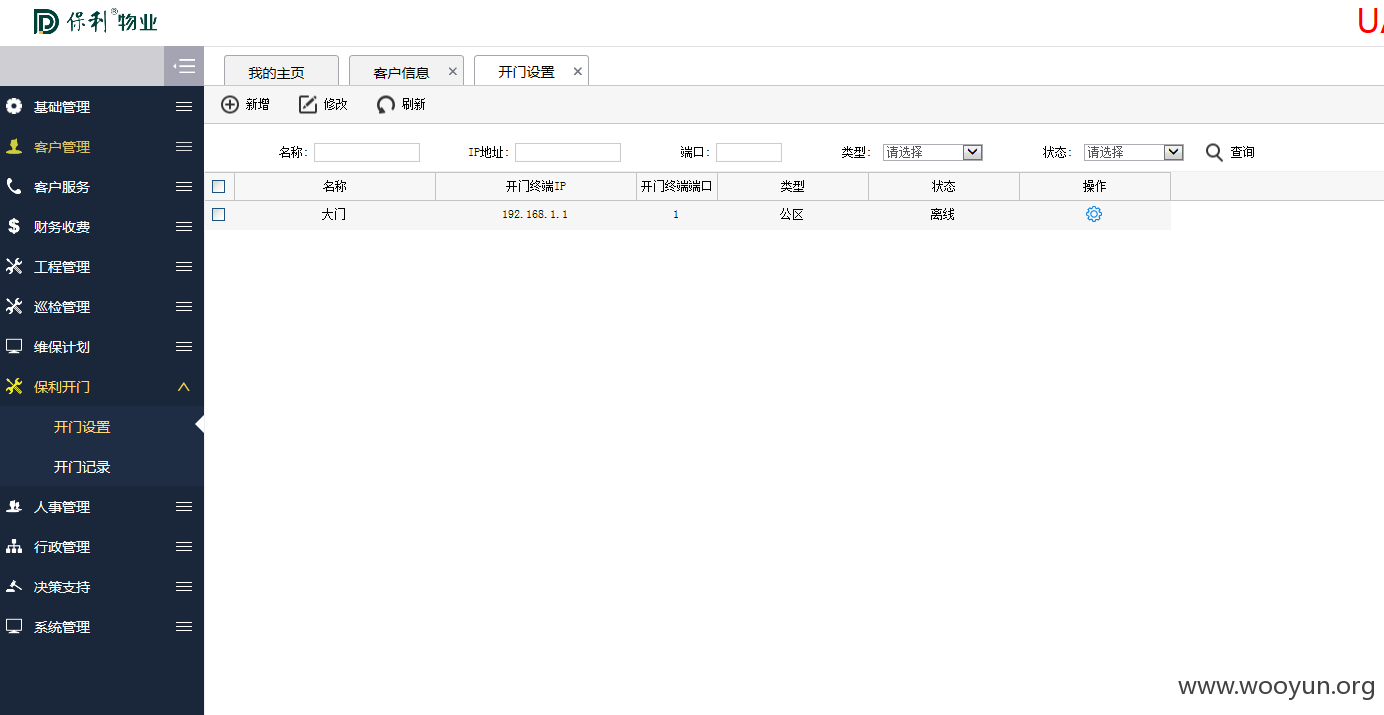 保利®物业
UA
我的主页 客户信息 开门设置
新增 修改 刷新
名称: IP地址: 端口: 类型: 请选择 状态: 请选择 查询
名称 开门终端IP 开门终端端口 类型 状态 操作
大门 192.168.1.1 1 公区 离线
基础管理
客户管理
客户服务
财务收费
工程管理
巡检管理
维保计划
保利开门
开门设置
开门记录
人事管理
行政管理
决策支持
系统管理
www.wooyun.org